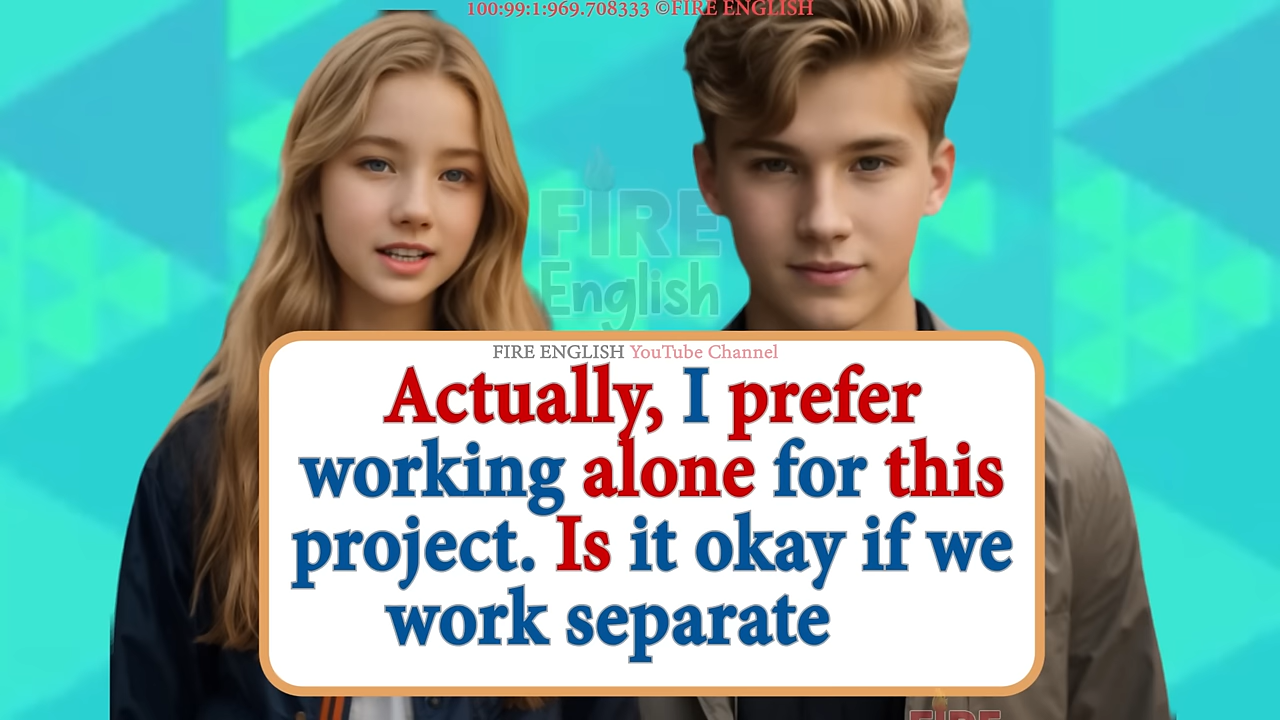 100:99:1:969.708333 ©FIRE ENGLISH
FIRE
English
FIRE ENGLISH YouTube Channel
Actually, I prefer
working alone for this
project. Is it okay if we
work separate
FIRE